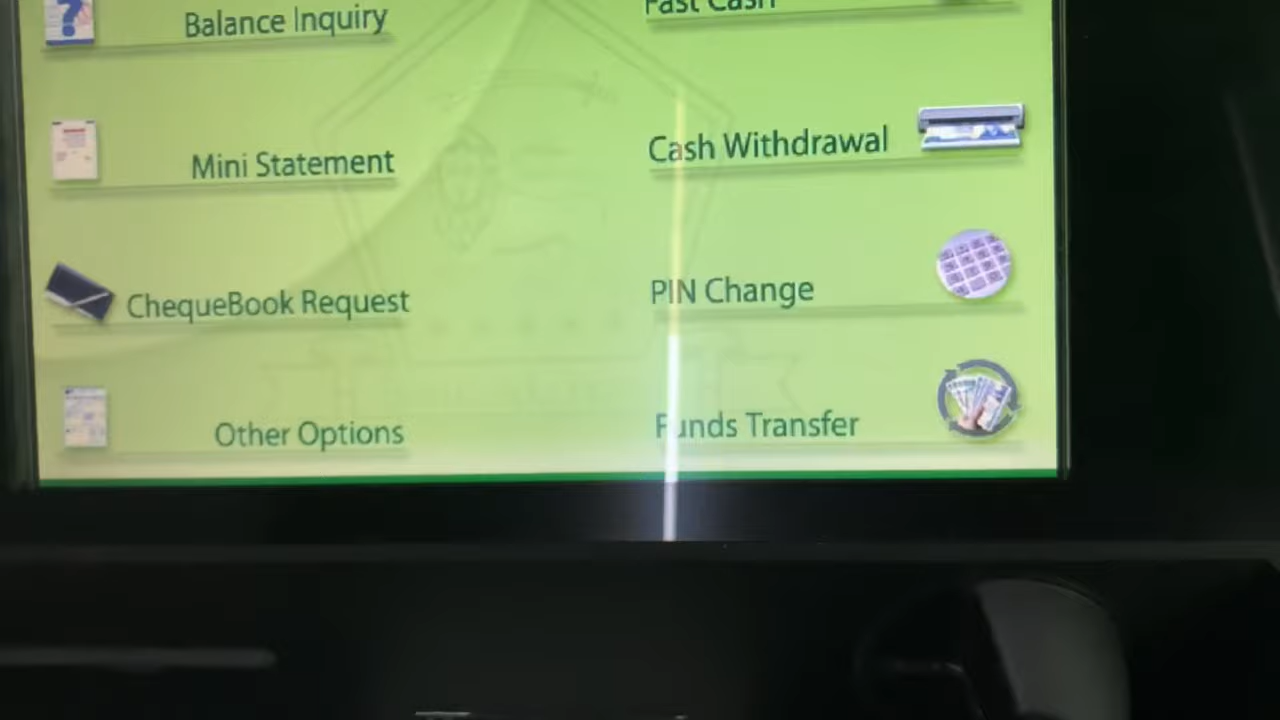 Balance Inquiry
Fast Cash
Mini Statement
Cash Withdrawal
ChequeBook Request
PIN Change
Other Options
Funds Transfer